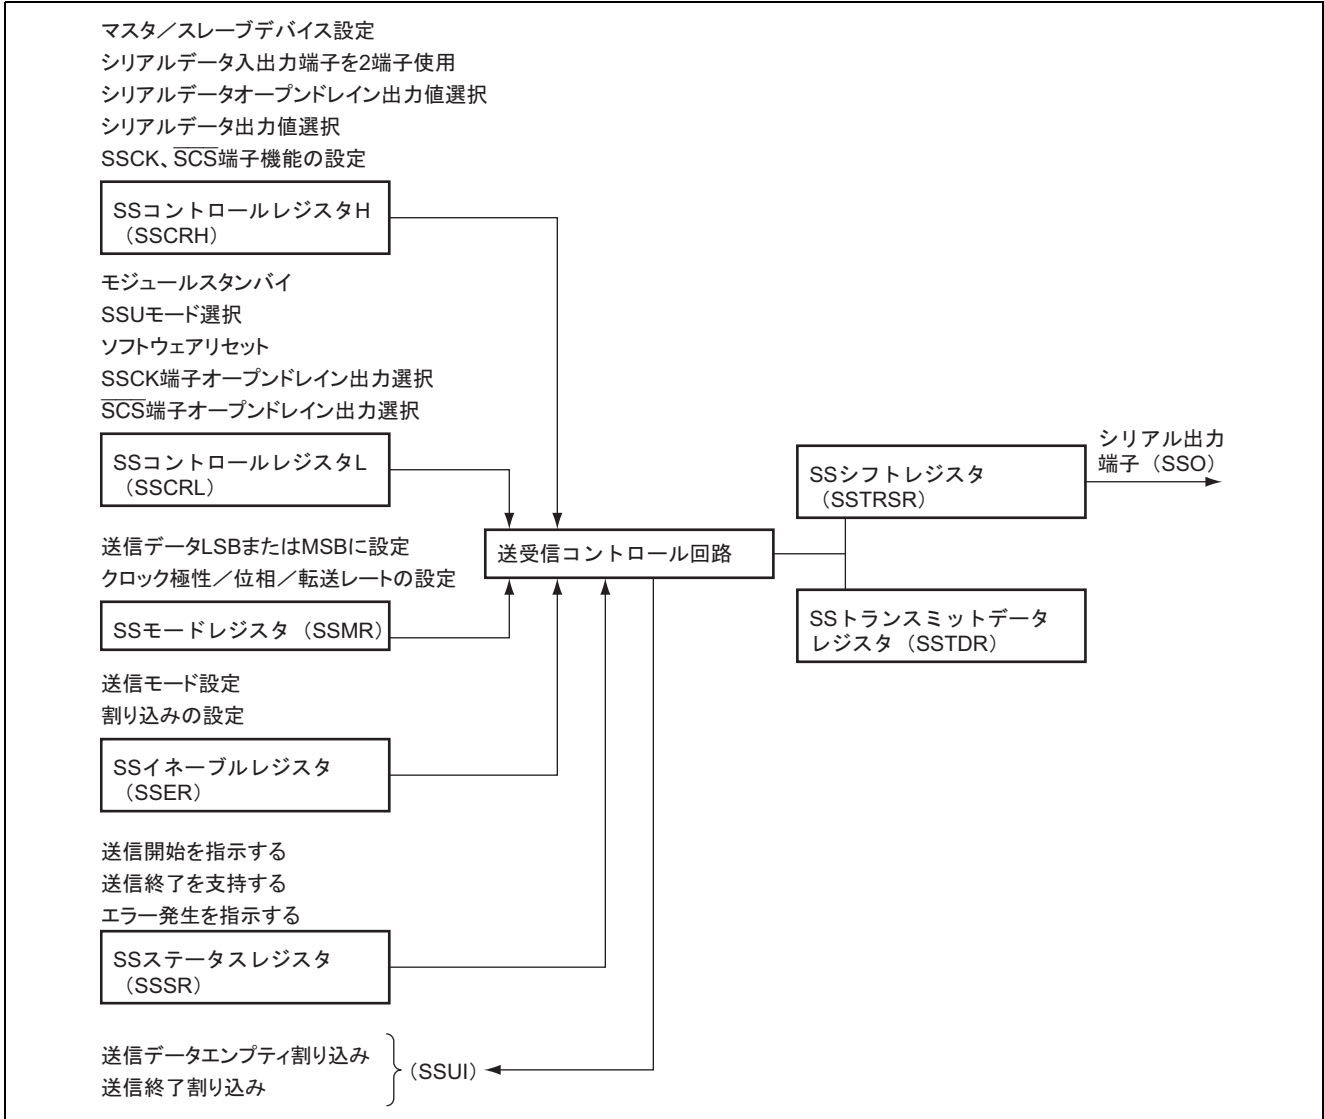 マスタ／スレーブデバイス設定
シリアルデータ入出力端子を2端子使用
シリアルデータオープンドレイン出力値選択
シリアルデータ出力値選択
SSCK、S̅C̅S̅端子機能の設定
SSコントロールレジスタH
（SSCRH）
モジュールスタンバイ
SSUモード選択
ソフトウェアリセット
SSCK端子オープンドレイン出力選択
S̅C̅S̅端子オープンドレイン出力選択
SSコントロールレジスタL
（SSCRL）
送信データLSBまたはMSBに設定
クロック極性／位相／転送レートの設定
SSモードレジスタ（SSMR）
送信モード設定
割り込みの設定
SSイネーブルレジスタ
（SSER）
送信開始を指示する
送信終了を支持する
エラー発生を指示する
SSステータスレジスタ
（SSSR）
送信データエンプティ割り込み
送信終了割り込み
（SSUI）
送受信コントロール回路
SSシフトレジスタ
（SSTRSR）
シリアル出力
端子（SSO）
SSトランスミットデータ
レジスタ（SSTDR）